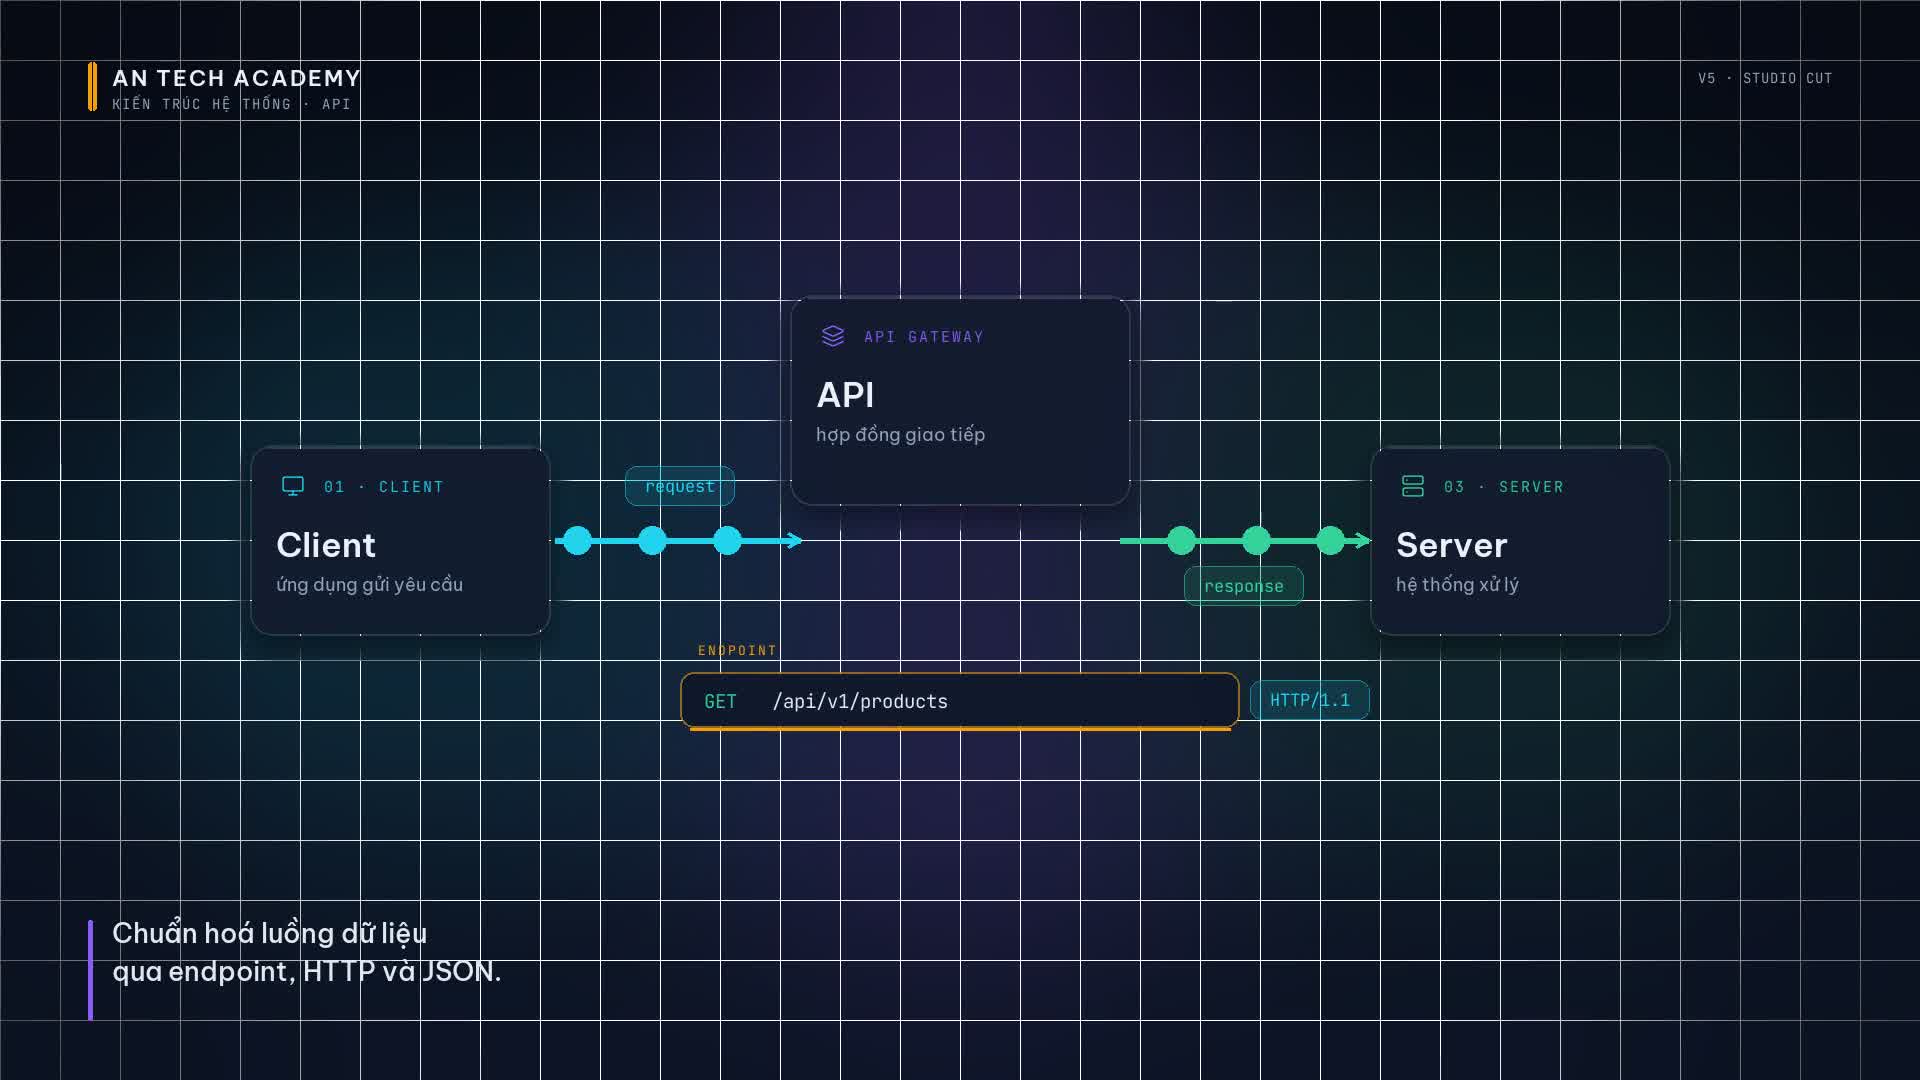 AN TECH ACADEMY
KIẾN TRÚC HỆ THỐNG · API
V5 · STUDIO CUT
API GATEWAY
API
hợp đồng giao tiếp
01 · CLIENT
Client
ứng dụng gửi yêu cầu
request
03 · SERVER
Server
hệ thống xử lý
response
ENDPOINT
GET /api/v1/products
HTTP/1.1
Chuẩn hoá luồng dữ liệu
qua endpoint, HTTP và JSON.